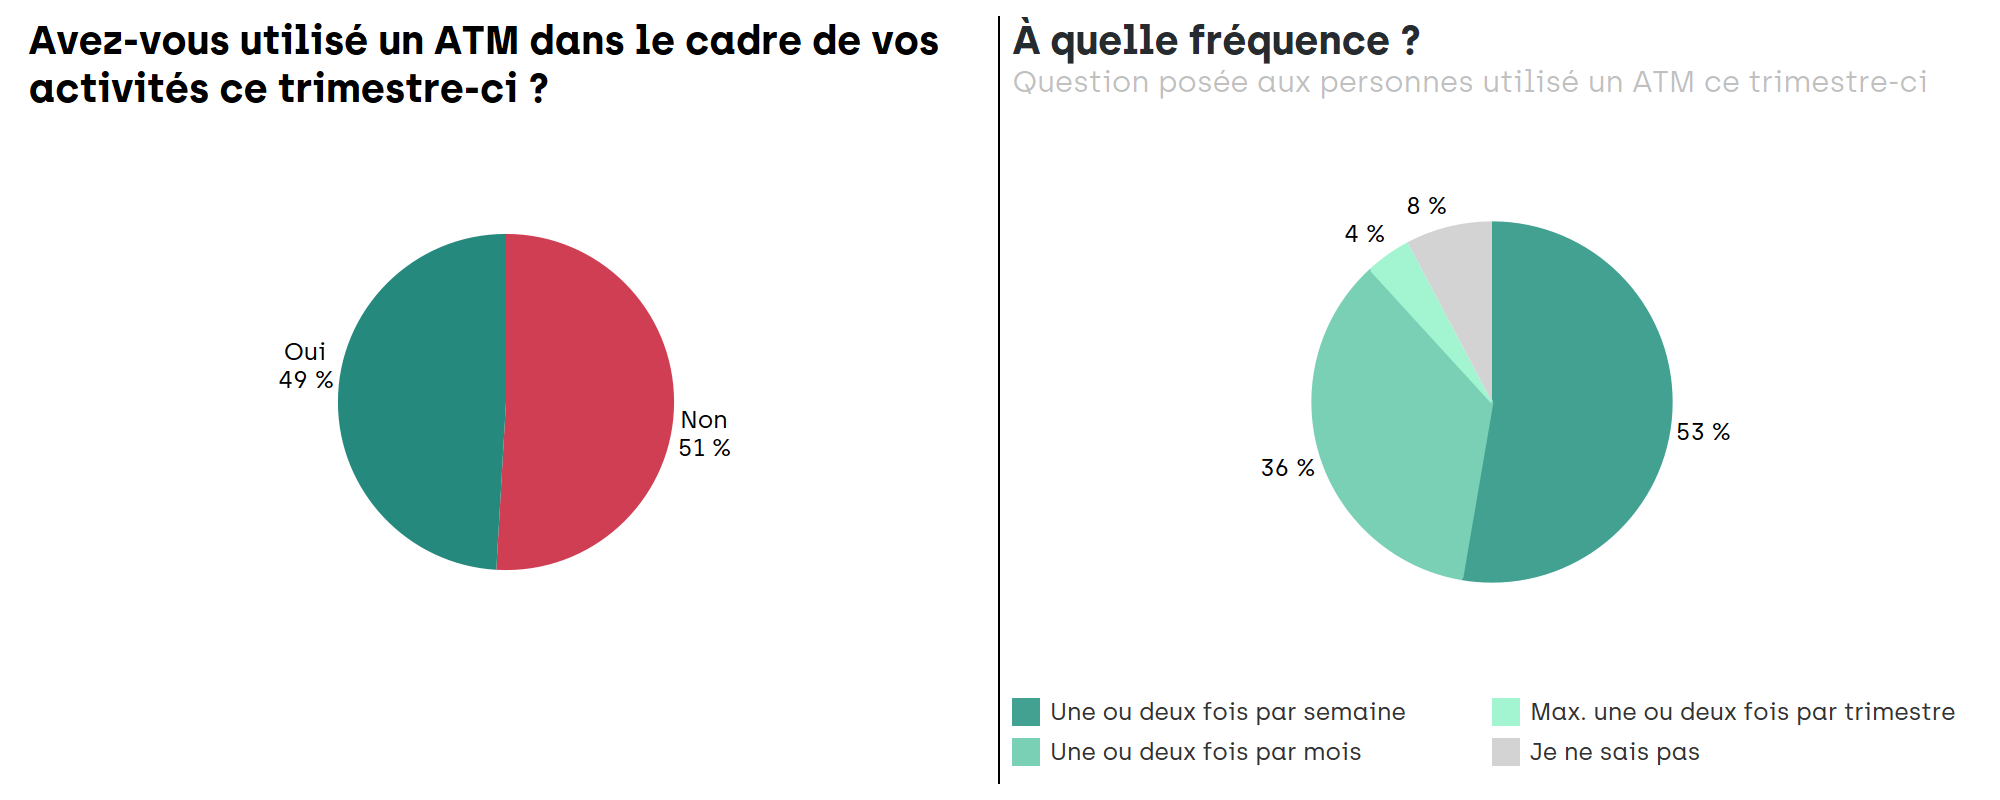 Avez-vous utilisé un ATM dans le cadre de vos
activités ce trimestre-ci ?
Oui
49 %
Non
51 %
À quelle fréquence ?
Question posée aux personnes utilisé un ATM ce trimestre-ci
8 %
4 %
53 %
36 %
Une ou deux fois par semaine
Max. une ou deux fois par trimestre
Une ou deux fois par mois
Je ne sais pas